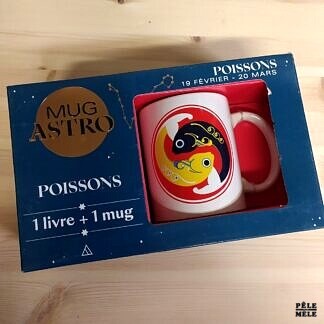 POISSONS
19 FÉVRIER - 20 MARS
MUG
ASTRO
POISSONS
1 livre + 1 mug
PÊLE
MÊLE